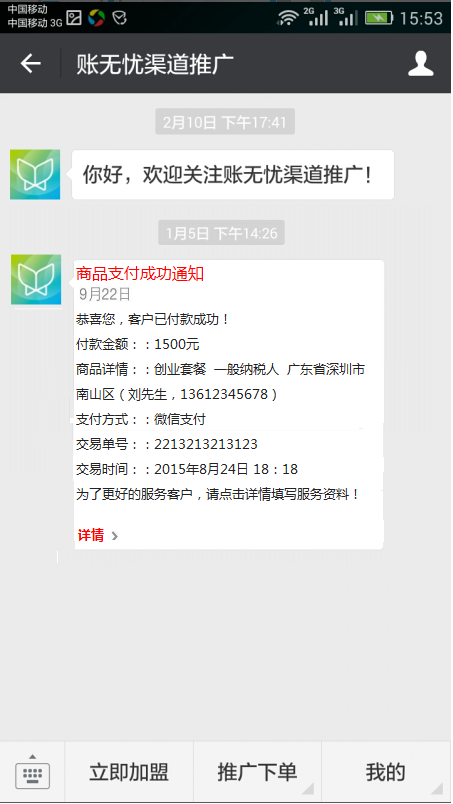 中国移动
中国移动 3G
2G
3G
15:53
账无忧渠道推广
2月10日 下午17:41
你好，欢迎关注账无忧渠道推广！
1月5日 下午14:26
商品支付成功通知
9月22日
恭喜您，客户已付款成功！
付款金额：：1500元
商品详情：：创业套餐 一般纳税人 广东省深圳市
南山区（刘先生，13612345678）
支付方式：：微信支付
交易单号：：2213213213123
交易时间：：2015年8月24日 18：18
为了更好的服务客户，请点击详情填写服务资料！
详情
立即加盟
推广下单
我的